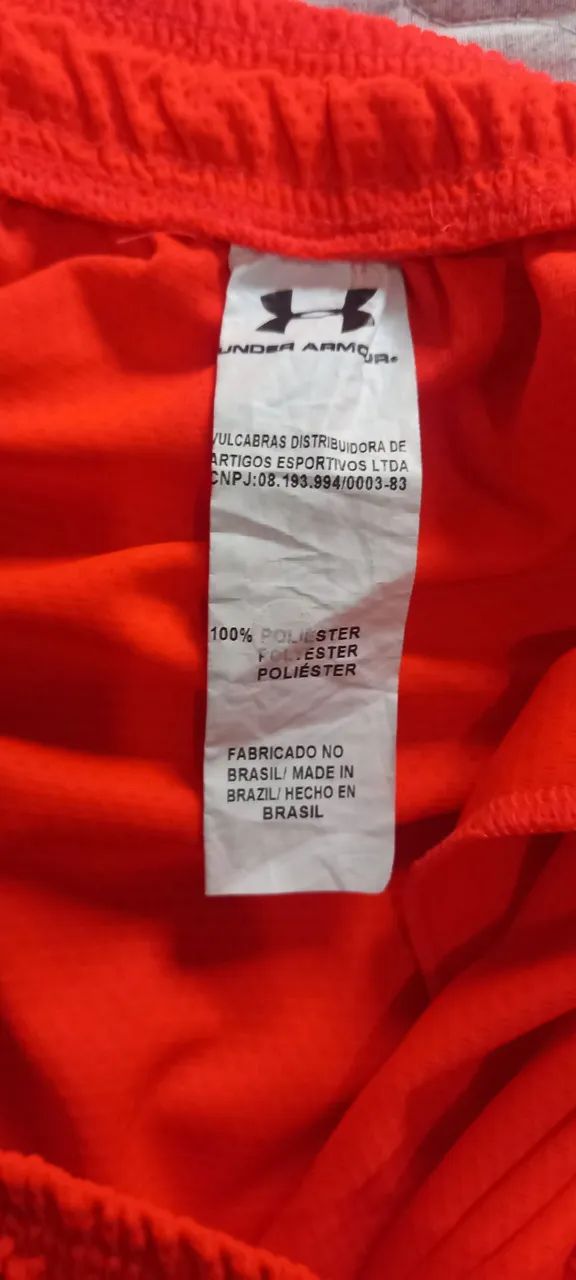 UNDER ARMOUR
VULCABRAS DISTRIBUIDORA DE
ARTIGOS ESPORTIVOS LTDA
CNPJ:08.193.994/0003-83
100% POLIÉSTER
POLYESTER
POLIÉSTER
FABRICADO NO
BRASIL/ MADE IN
BRAZIL/ HECHO EN
BRASIL